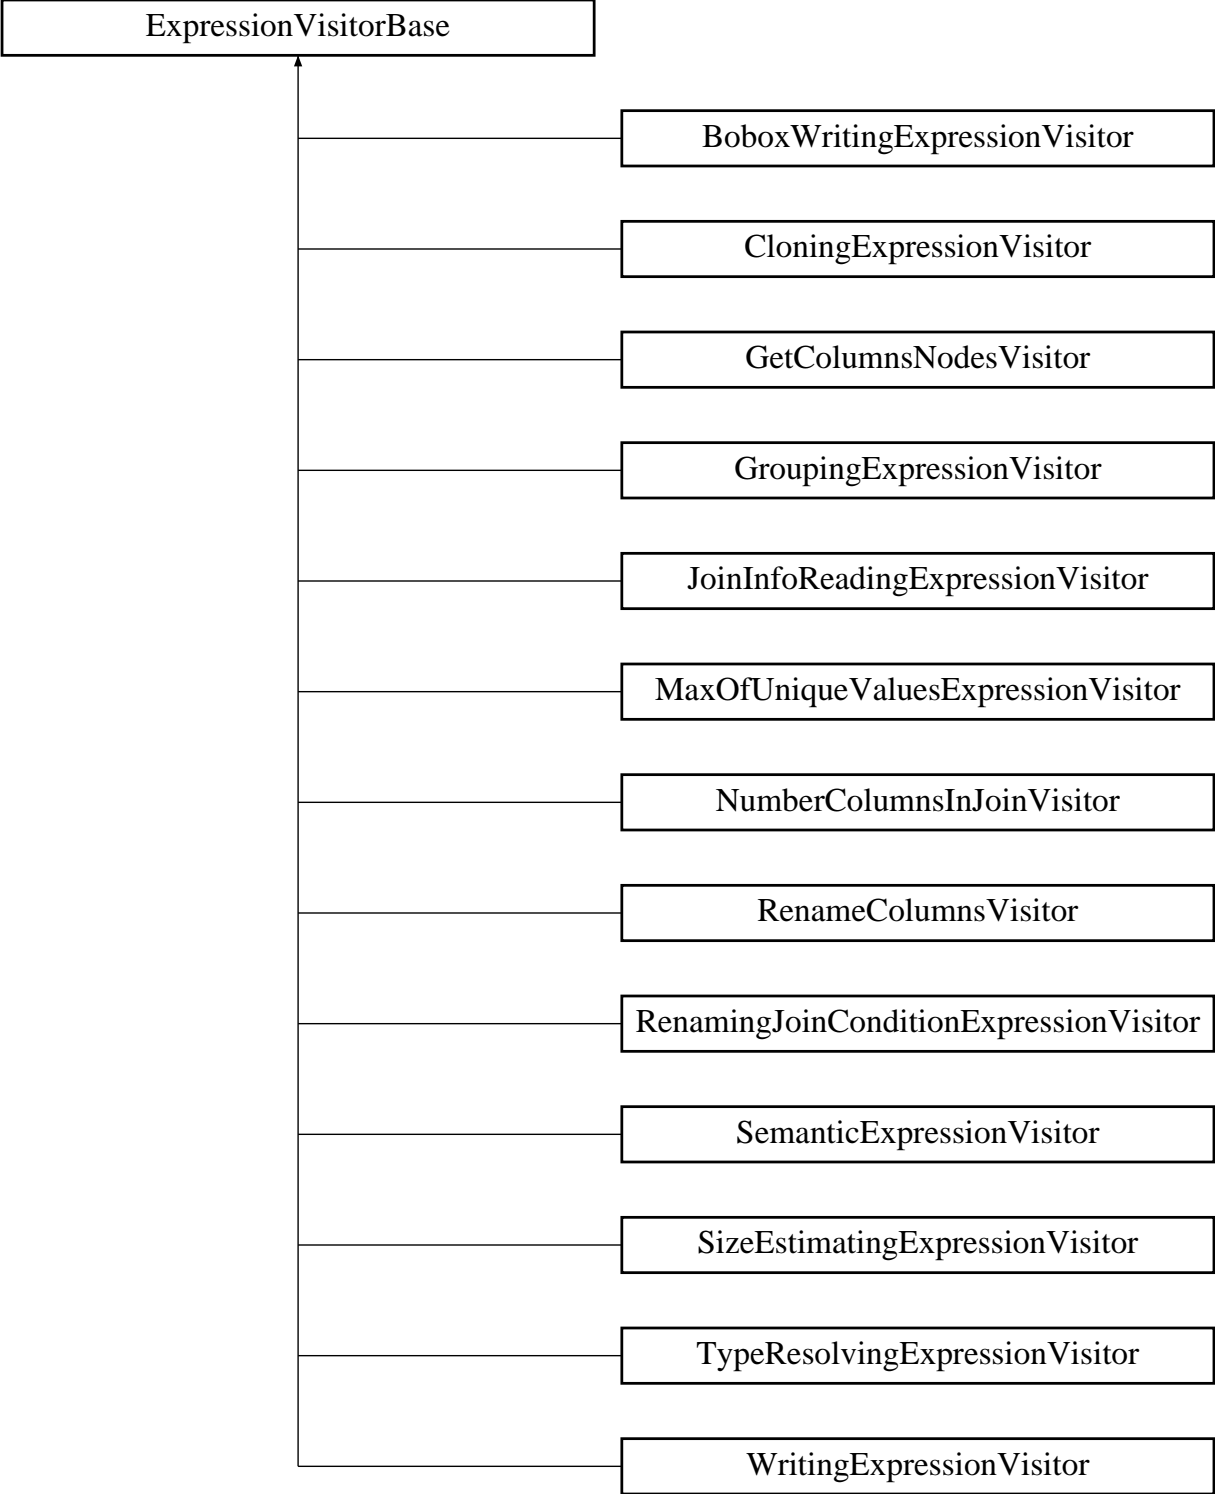 ExpressionVisitorBase
BoboxWritingExpressionVisitor
CloningExpressionVisitor
GetColumnsNodesVisitor
GroupingExpressionVisitor
JoinInfoReadingExpressionVisitor
MaxOfUniqueValuesExpressionVisitor
NumberColumnsInJoinVisitor
RenameColumnsVisitor
RenamingJoinConditionExpressionVisitor
SemanticExpressionVisitor
SizeEstimatingExpressionVisitor
TypeResolvingExpressionVisitor
WritingExpressionVisitor